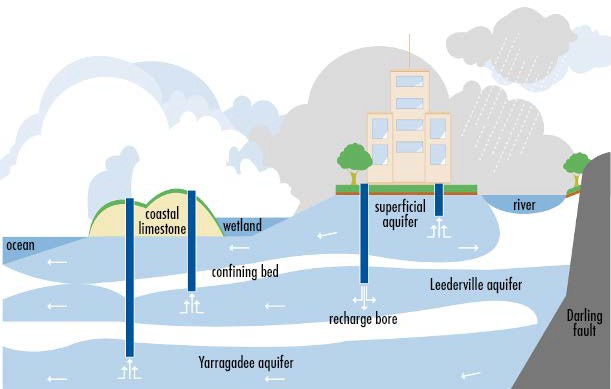 ocean
coastal
limestone
wetland
superficial
aquifer
river
confining bed
Leederville aquifer
recharge bore
Darling
fault
Yarragadee aquifer